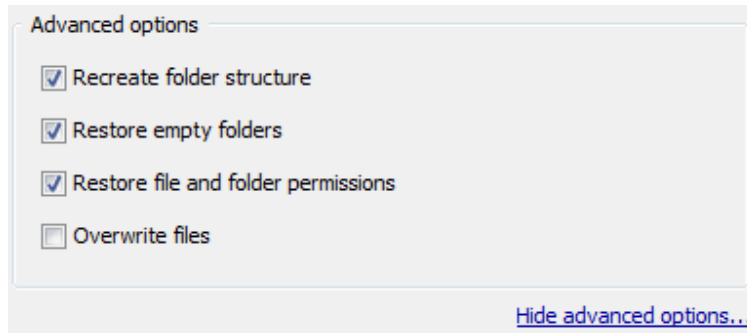 Advanced options
Recreate folder structure
Restore empty folders
Restore file and folder permissions
Overwrite files
Hide advanced options...